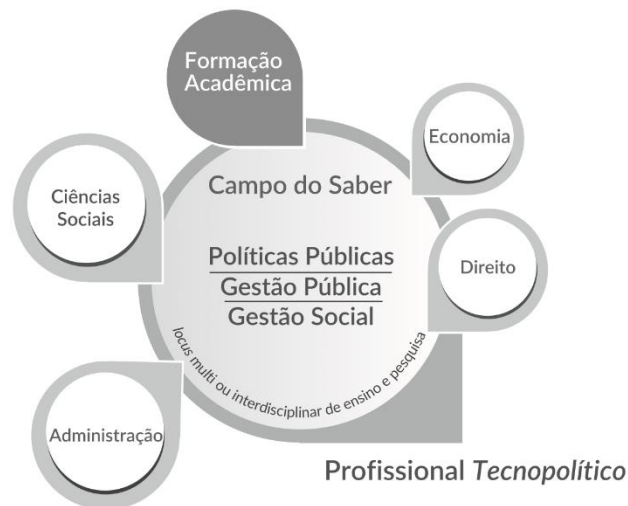 Formação
Acadêmica
Economia
Campo do Saber
Ciências
Sociais
Políticas Públicas
Gestão Pública
Gestão Social
Direito
locus multi ou interdisciplinar de ensino e pesquisa
Administração
Profissional Tecnopolítico